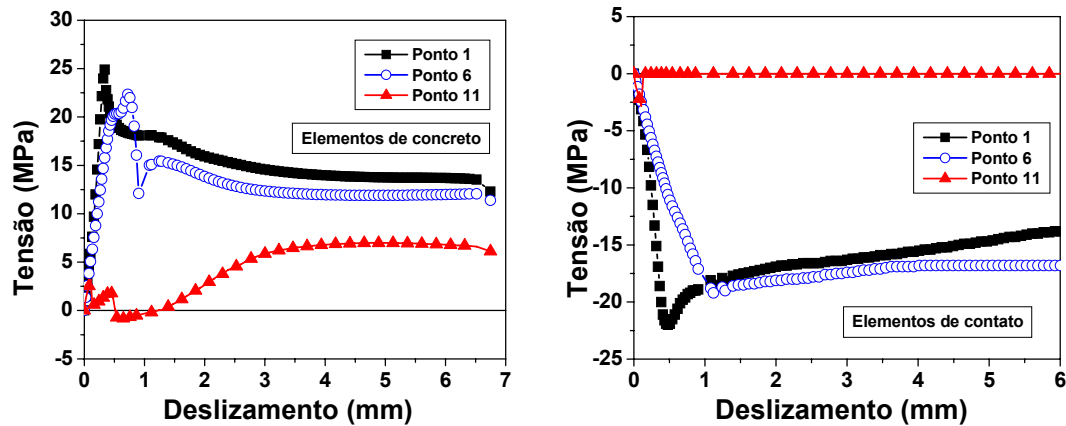 30
25
20
15
10
5
0
-5
Tensão (MPa)
Ponto 1
Ponto 6
Ponto 11
Elementos de concreto
0 1 2 3 4 5 6 7
Deslizamento (mm)
5
0
-5
-10
-15
-20
-25
Tensão (MPa)
Ponto 1
Ponto 6
Ponto 11
Elementos de contato
0 1 2 3 4 5 6
Deslizamento (mm)